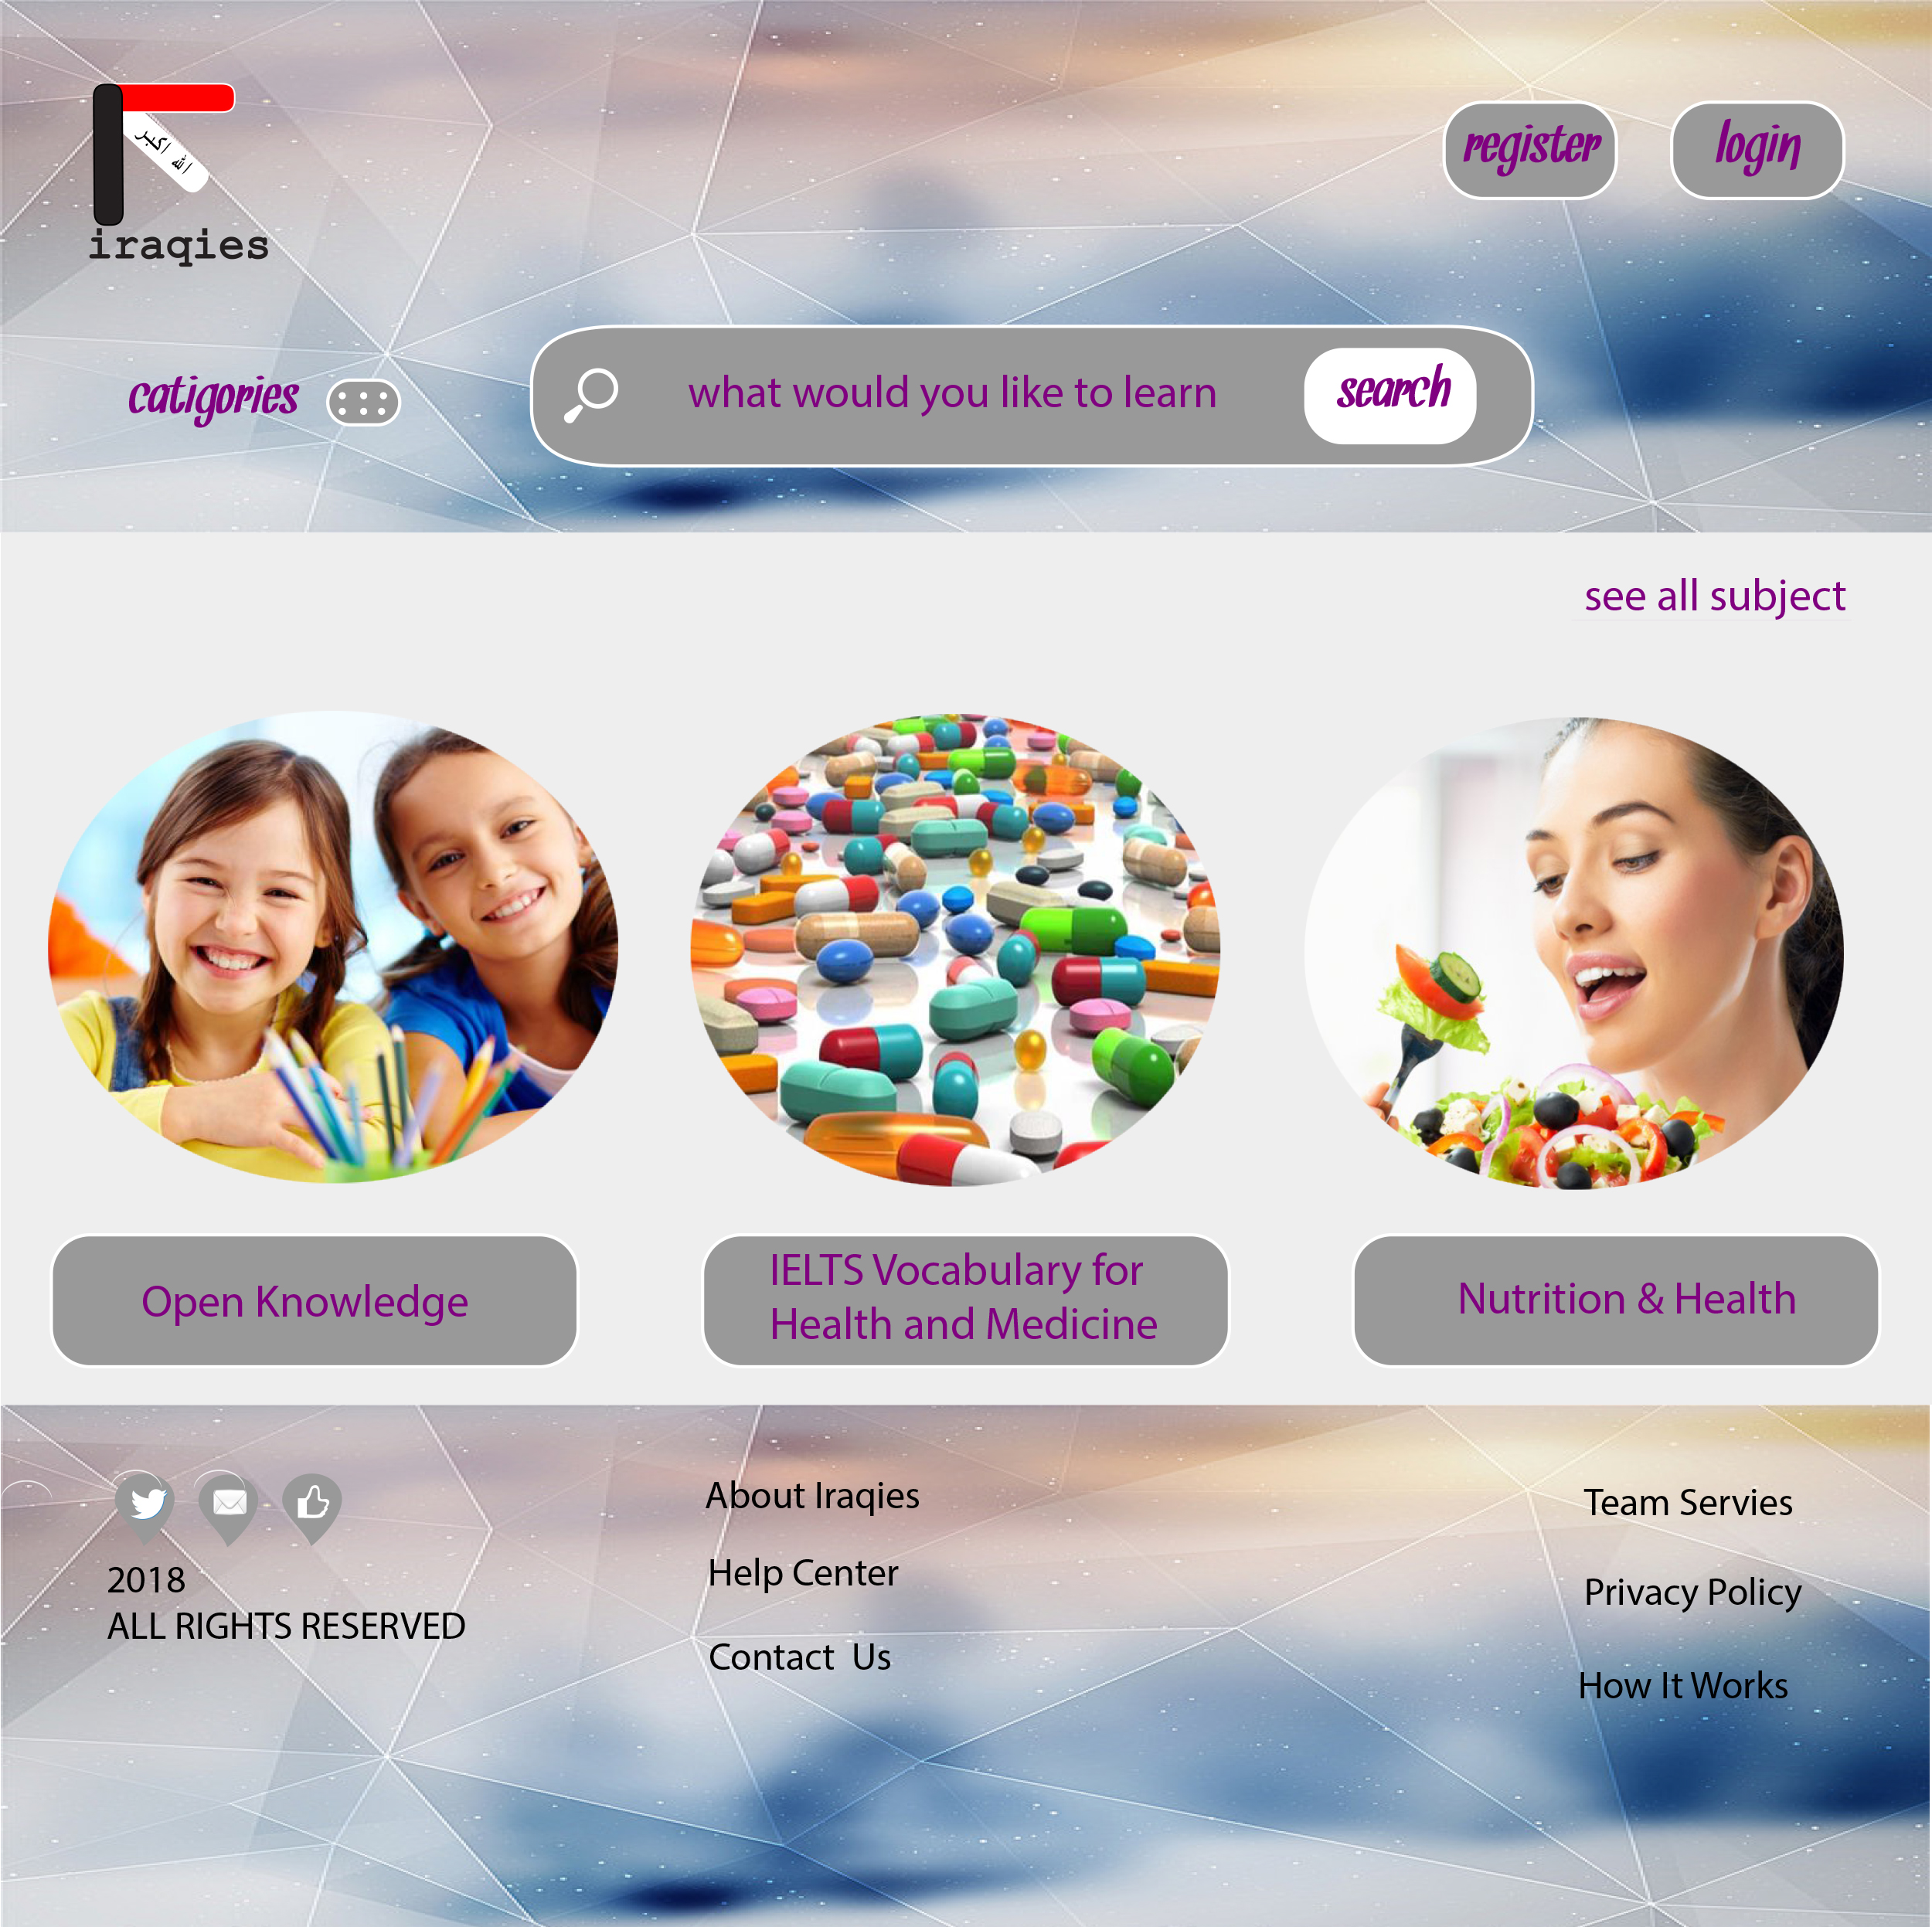 الله اكبر
iraqies
register
login
catigories
what would you like to learn
search
see all subject
Open Knowledge
IELTS Vocabulary for
Health and Medicine
Nutrition & Health
2018
ALL RIGHTS RESERVED
About Iraqies
Help Center
Contact  Us
Team Servies
Privacy Policy
How It Works